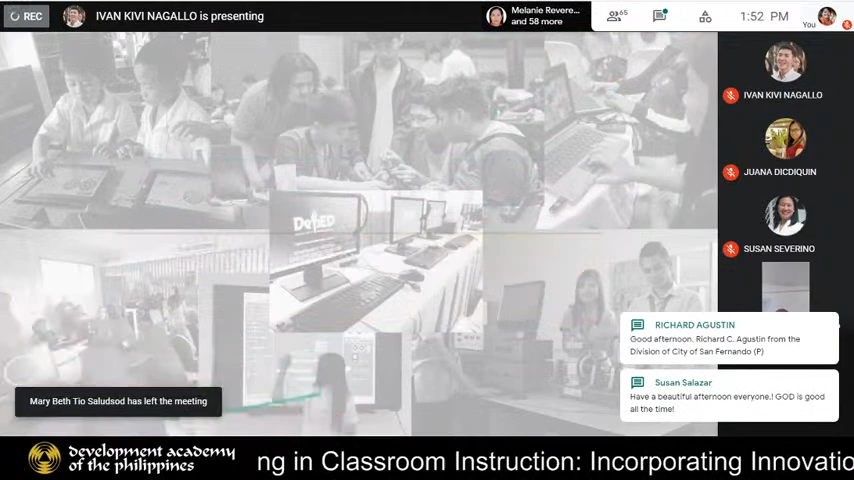 REC
IVAN KIVI NAGALLO is presenting
Melanie Revere...
and 58 more
65
1:52 PM
You
IVAN KIVI NAGALLO
JUANA DICDIQUIN
SUSAN SEVERINO
DepED
RICHARD AGUSTIN
Good afternoon, Richard C. Agustin from the
Division of City of San Fernando (P)
Susan Salazar
Have a beautiful afternoon everyone,! GOD is good
all the time!
Mary Beth Tio Saludsod has left the meeting
development academy
of the philippines
ng in Classroom Instruction: Incorporating Innovatio